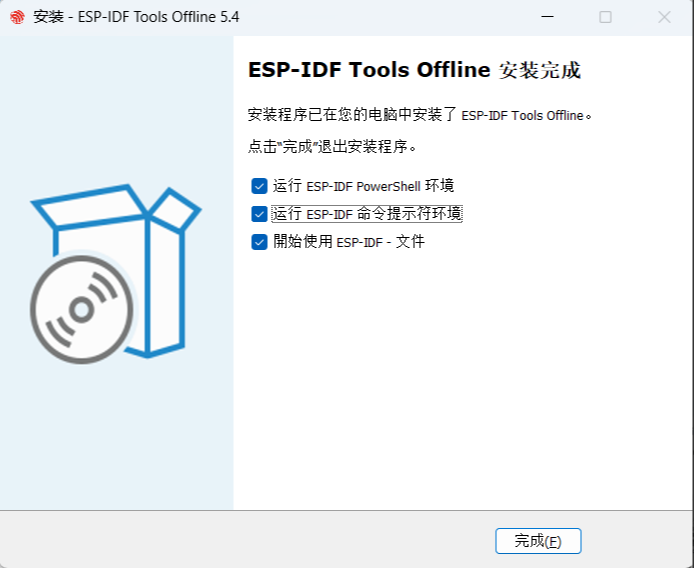 安装 - ESP-IDF Tools Offline 5.4
ESP-IDF Tools Offline 安装完成
安装程序已在您的电脑中安装了 ESP-IDF Tools Offline。
点击“完成”退出安装程序。
运行 ESP-IDF PowerShell 环境
运行 ESP-IDF 命令提示符环境
開始使用 ESP-IDF - 文件
完成(F)